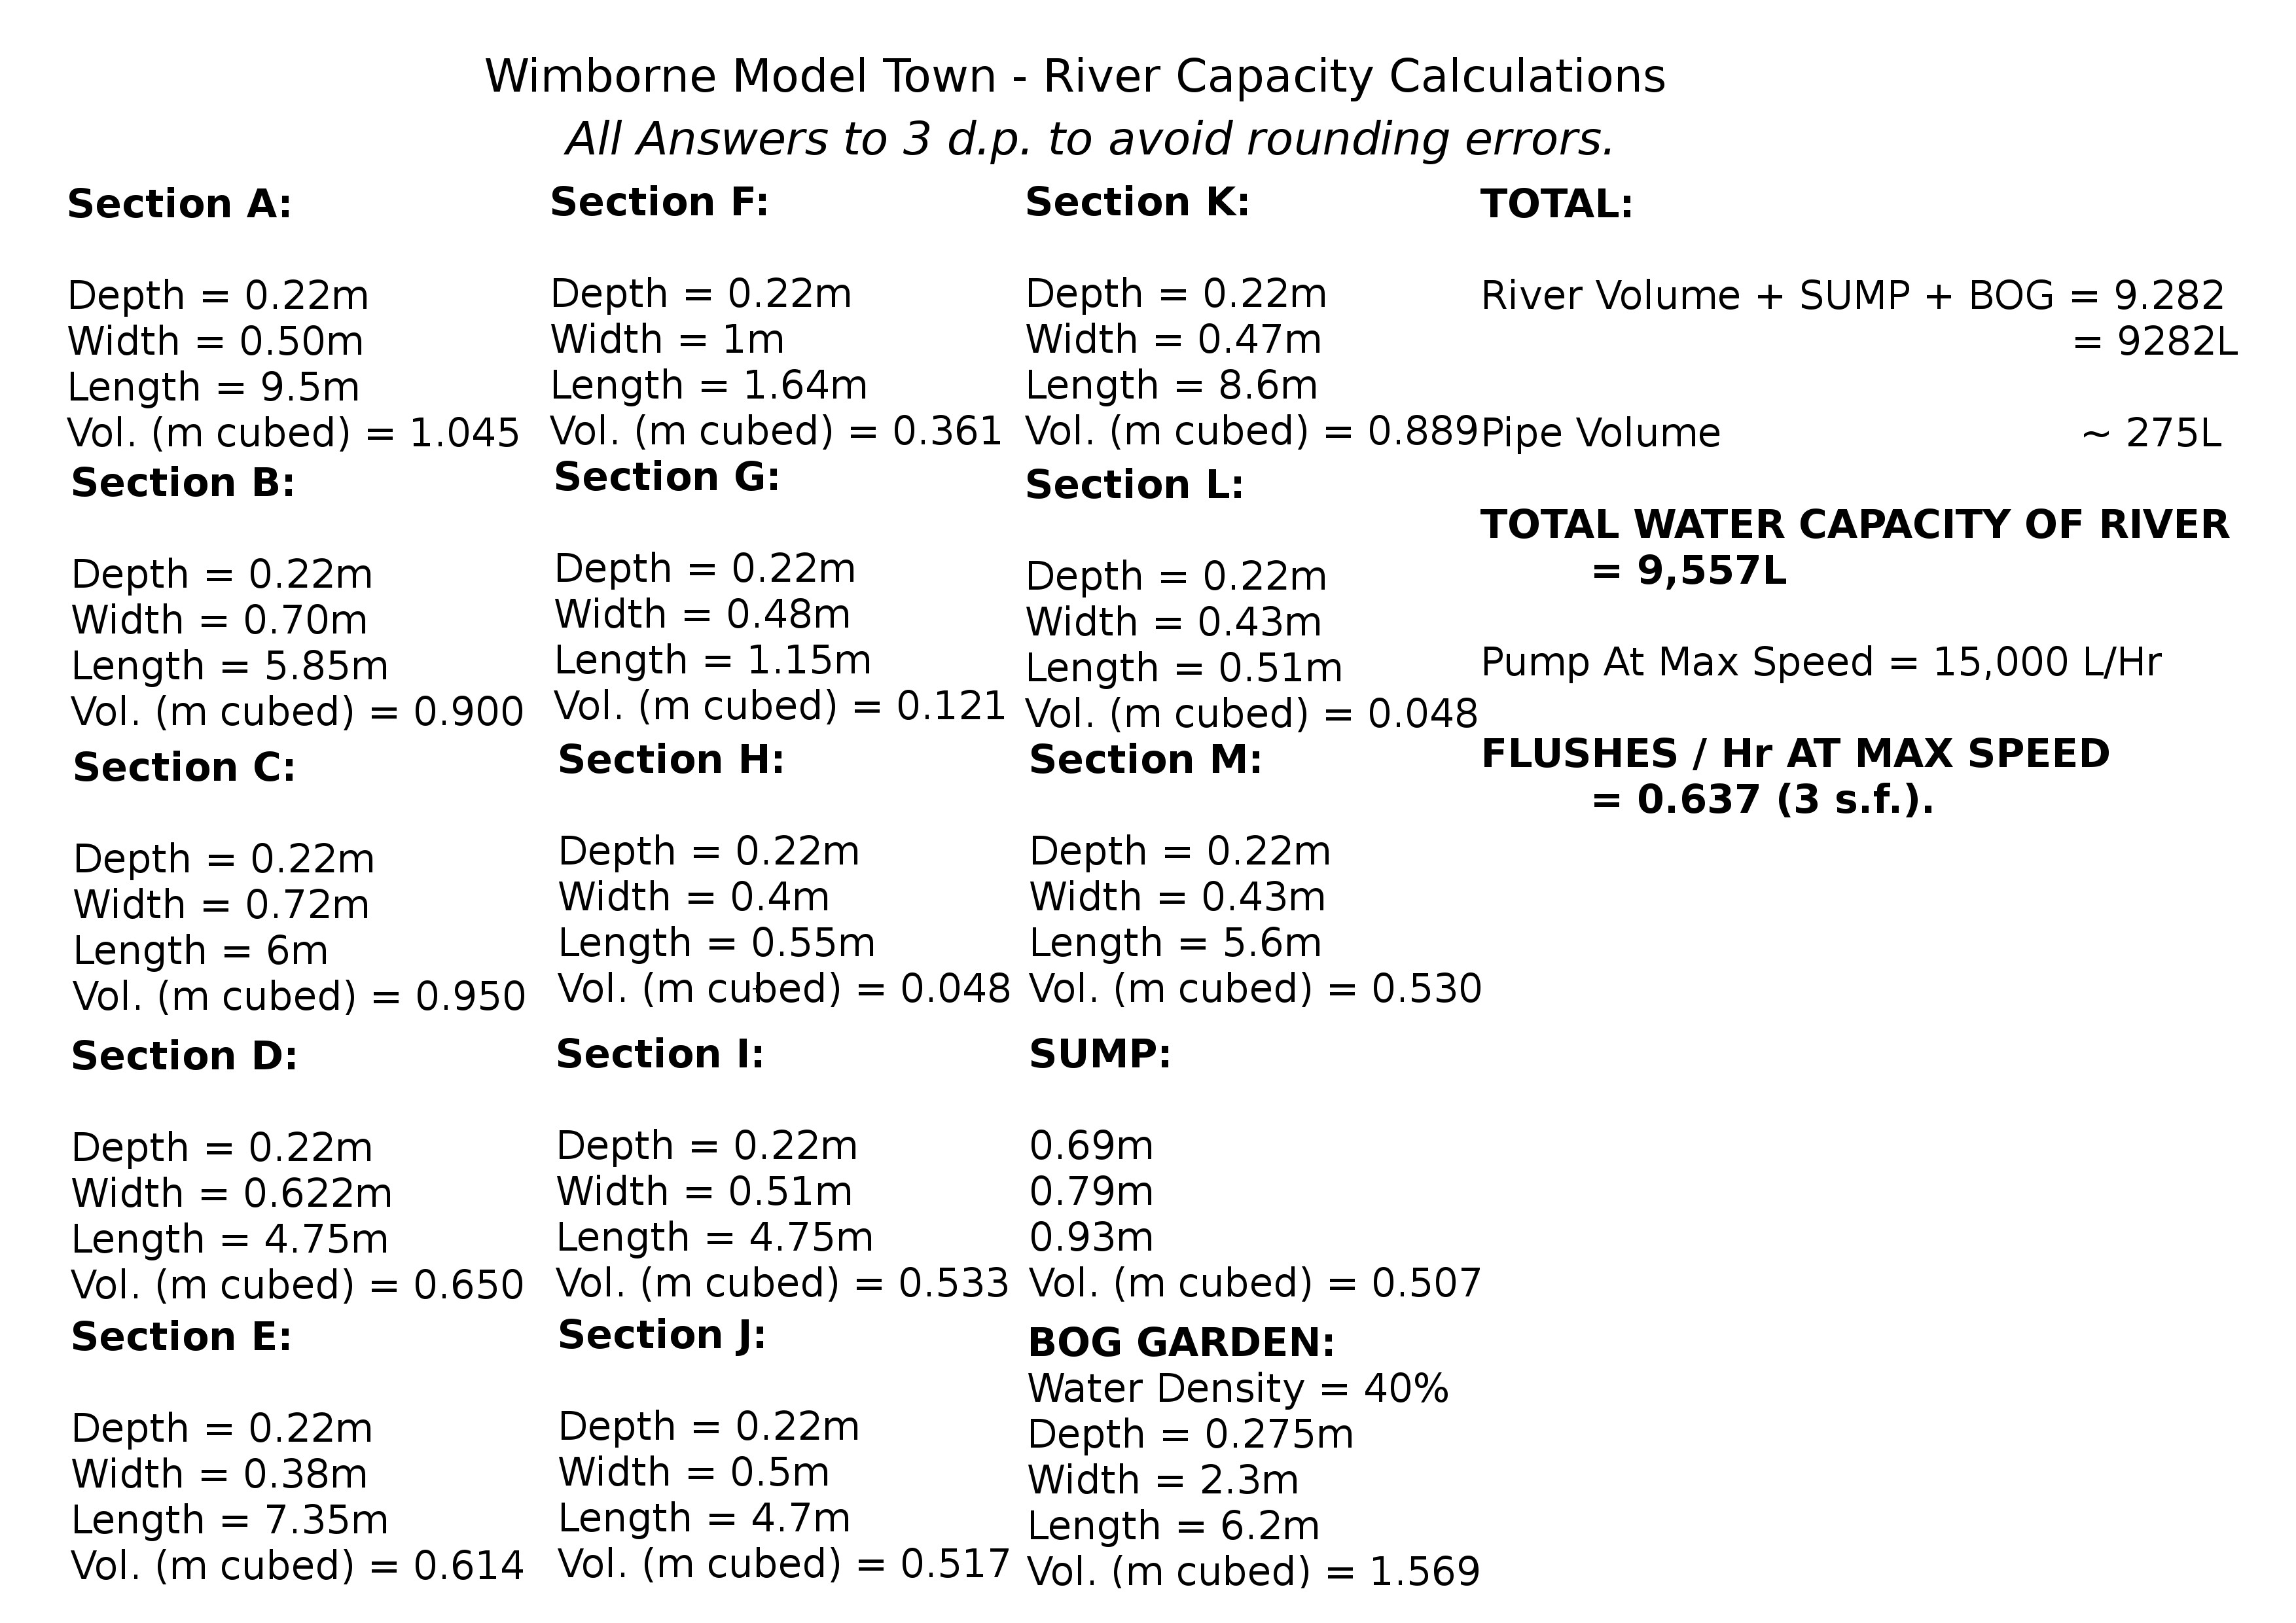 Wimborne Model Town - River Capacity Calculations
All Answers to 3 d.p. to avoid rounding errors.
Section A:
Depth = 0.22m
Width = 0.50m
Length = 9.5m
Vol. (m cubed) = 1.045
Section B:
Depth = 0.22m
Width = 0.70m
Length = 5.85m
Vol. (m cubed) = 0.900
Section C:
Depth = 0.22m
Width = 0.72m
Length = 6m
Vol. (m cubed) = 0.950
Section D:
Depth = 0.22m
Width = 0.622m
Length = 4.75m
Vol. (m cubed) = 0.650
Section E:
Depth = 0.22m
Width = 0.38m
Length = 7.35m
Vol. (m cubed) = 0.614
Section F:
Depth = 0.22m
Width = 1m
Length = 1.64m
Vol. (m cubed) = 0.361
Section G:
Depth = 0.22m
Width = 0.48m
Length = 1.15m
Vol. (m cubed) = 0.121
Section H:
Depth = 0.22m
Width = 0.4m
Length = 0.55m
Vol. (m cubed) = 0.048
Section I:
Depth = 0.22m
Width = 0.51m
Length = 4.75m
Vol. (m cubed) = 0.533
Section J:
Depth = 0.22m
Width = 0.5m
Length = 4.7m
Vol. (m cubed) = 0.517
Section K:
Depth = 0.22m
Width = 0.47m
Length = 8.6m
Vol. (m cubed) = 0.889
Section L:
Depth = 0.22m
Width = 0.43m
Length = 0.51m
Vol. (m cubed) = 0.048
Section M:
Depth = 0.22m
Width = 0.43m
Length = 5.6m
Vol. (m cubed) = 0.530
SUMP:
0.69m
0.79m
0.93m
Vol. (m cubed) = 0.507
BOG GARDEN:
Water Density = 40%
Depth = 0.275m
Width = 2.3m
Length = 6.2m
Vol. (m cubed) = 1.569
TOTAL:
River Volume + SUMP + BOG = 9.282
= 9282L
Pipe Volume ~ 275L
TOTAL WATER CAPACITY OF RIVER
= 9,557L
Pump At Max Speed = 15,000 L/Hr
FLUSHES / Hr AT MAX SPEED
= 0.637 (3 s.f.).